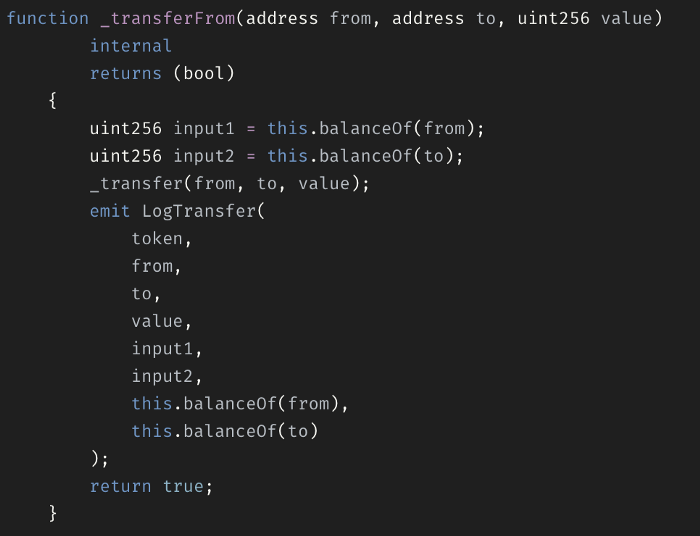 function _transferFrom(address from, address to, uint256 value)
internal
returns (bool)
{
uint256 input1 = this.balanceOf(from);
uint256 input2 = this.balanceOf(to);
_transfer(from, to, value);
emit LogTransfer(
token,
from,
to,
value,
input1,
input2,
this.balanceOf(from),
this.balanceOf(to)
);
return true;
}